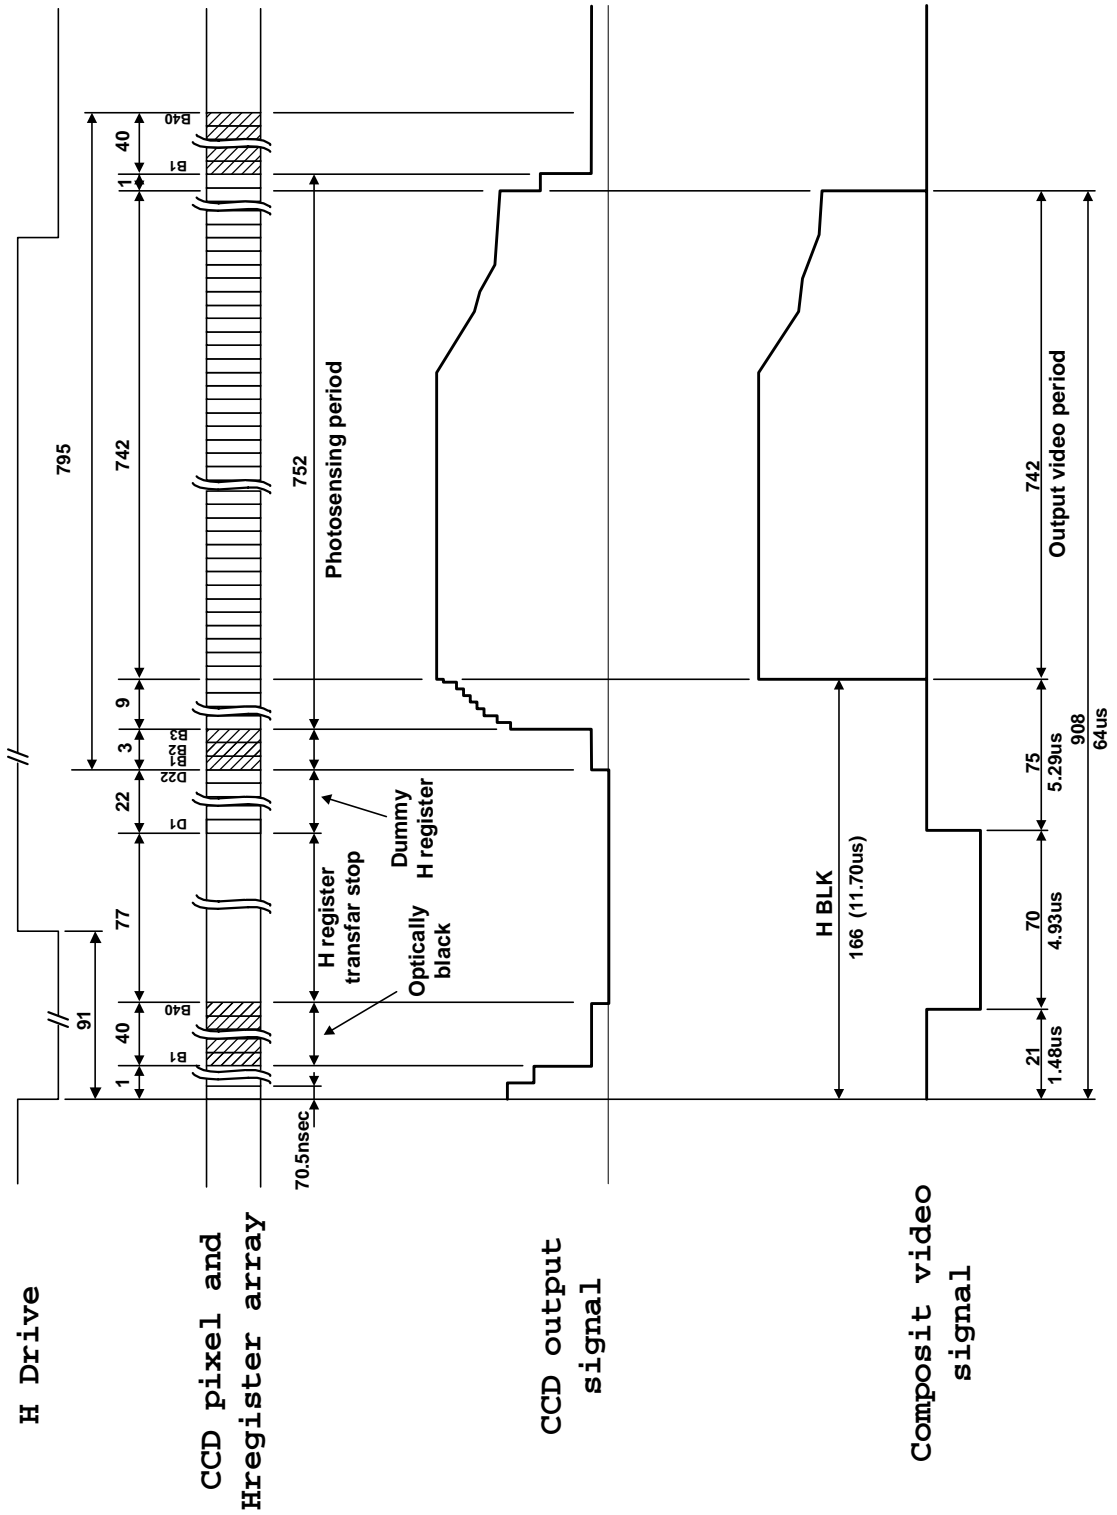 H Drive
91
795
1
40
77
22
3
9
742
1
40
CCD pixel and
Hregister array
B1
B40
D1
D22
B1
B2
B3
B1
B40
70.5nsec
752
Photosensing period
H register
transfar stop
Optically
black
Dummy
H register
CCD output
signal
H BLK
166 (11.70us)
Composit video
signal
21
1.48us
70
4.93us
75
5.29us
742
Output video period
908
64us